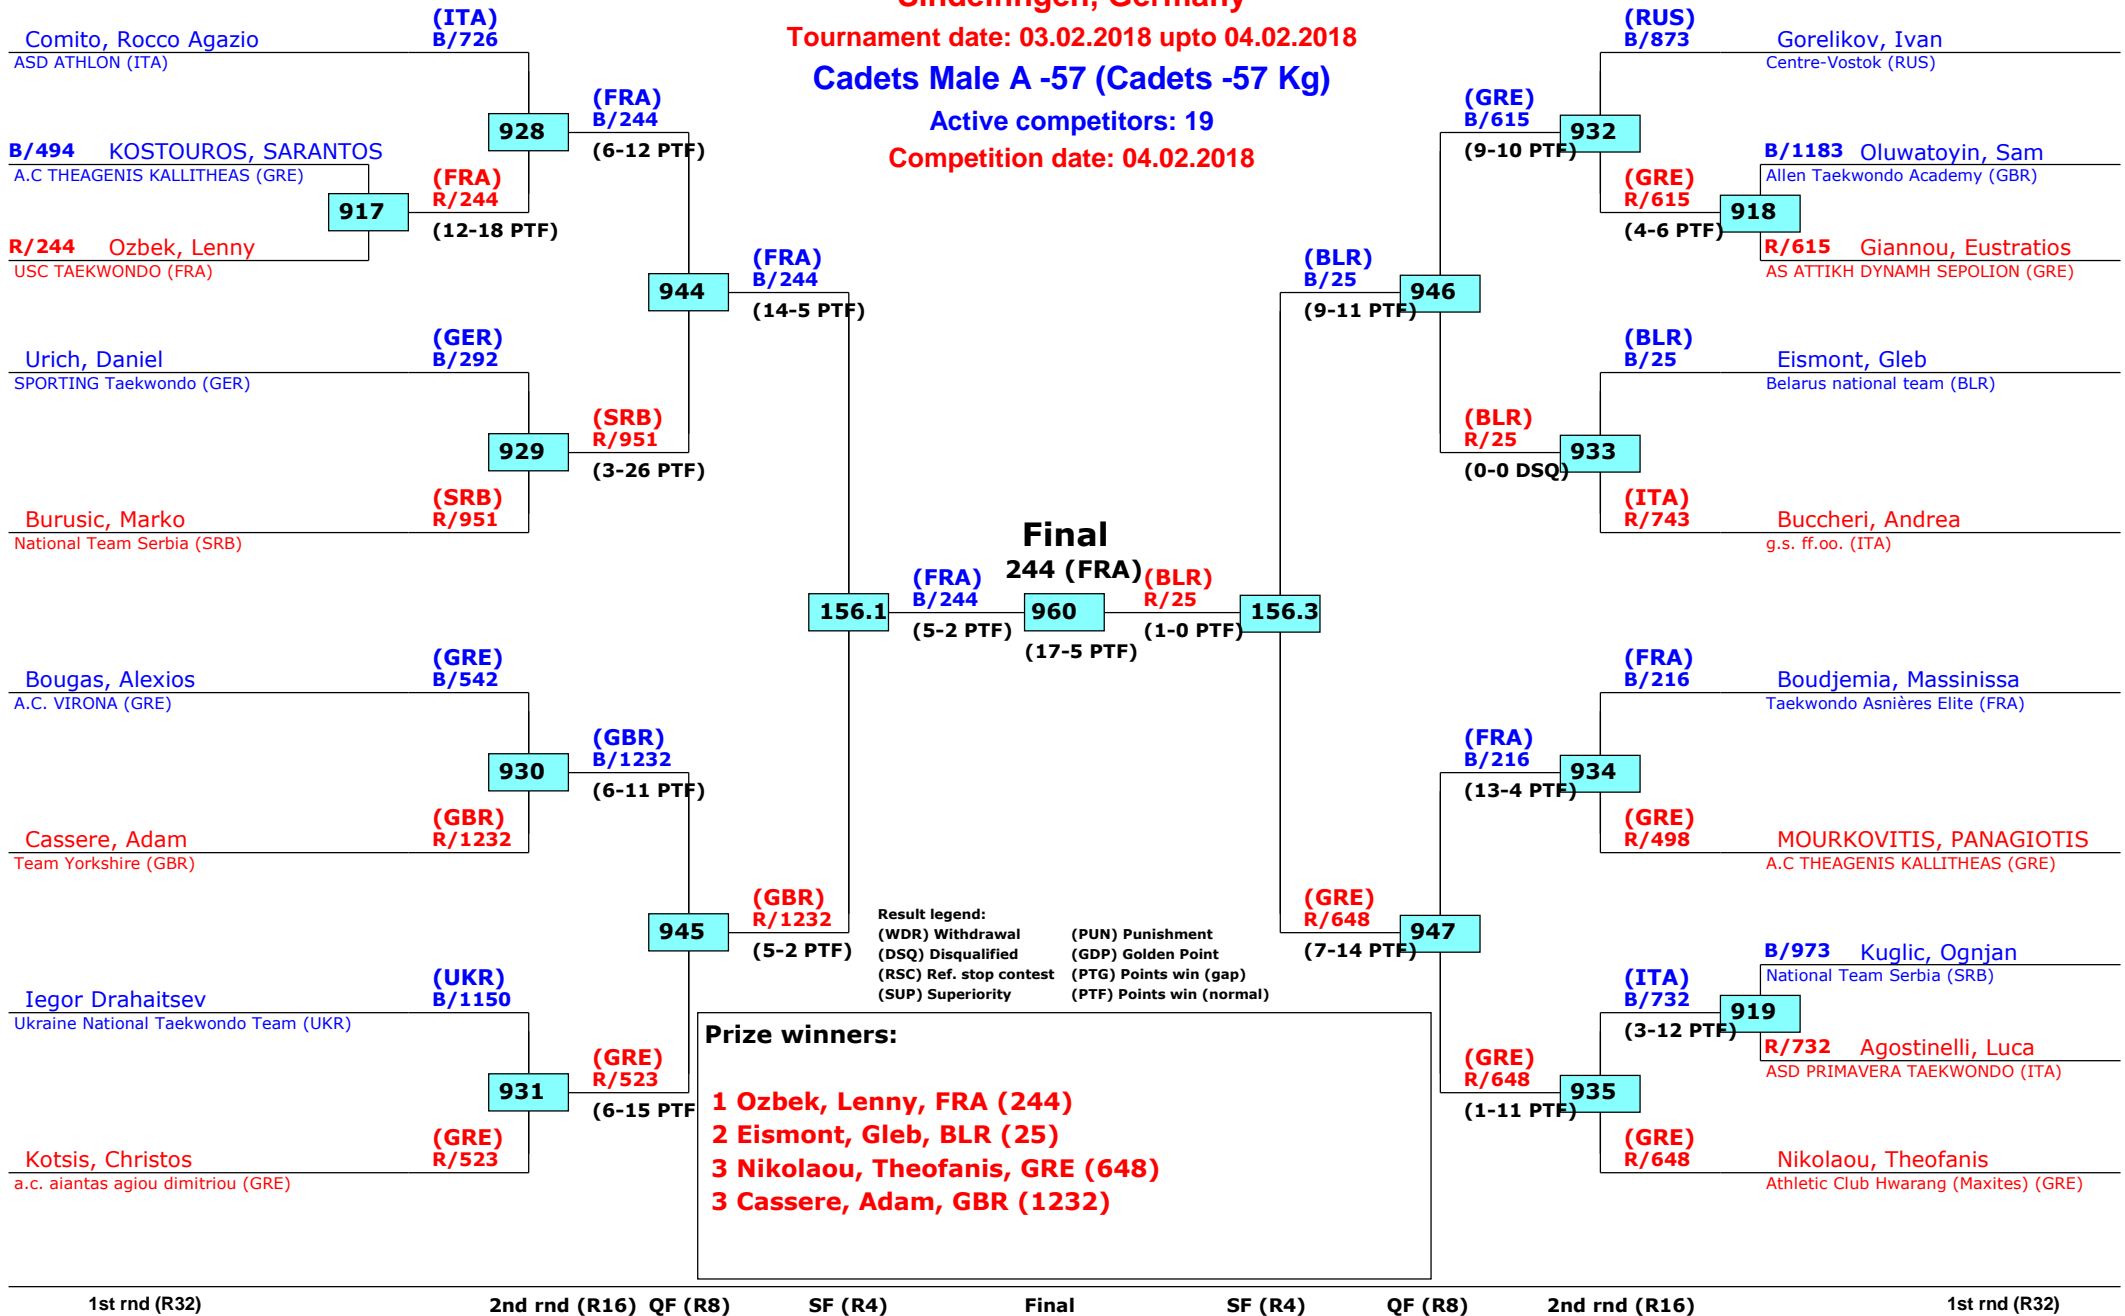 Sindelfingen, Germany
Tournament date: 03.02.2018 upto 04.02.2018
Cadets Male A -57 (Cadets -57 Kg)
Active competitors: 19
Competition date: 04.02.2018
Comito, Rocco Agazio
ASD ATHLON (ITA)
(ITA)
B/726
B/494 KOSTOUROS, SARANTOS
A.C THEAGENIS KALLITHEAS (GRE)
917
R/244 Ozbek, Lenny
USC TAEKWONDO (FRA)
(FRA)
R/244
(12-18 PTF)
928
(FRA)
B/244
(6-12 PTF)
Urich, Daniel
SPORTING Taekwondo (GER)
(GER)
B/292
929
Burusic, Marko
National Team Serbia (SRB)
(SRB)
R/951
(SRB)
R/951
(3-26 PTF)
944
(FRA)
B/244
(14-5 PTF)
Bougas, Alexios
A.C. VIRONA (GRE)
(GRE)
B/542
930
Cassere, Adam
Team Yorkshire (GBR)
(GBR)
R/1232
(GBR)
B/1232
(6-11 PTF)
Iegor Drahaitsev
Ukraine National Taekwondo Team (UKR)
(UKR)
B/1150
931
Kotsis, Christos
a.c. aiantas agiou dimitriou (GRE)
(GRE)
R/523
(GRE)
R/523
(6-15 PTF
945
(GBR)
R/1232
(5-2 PTF)
156.1
(FRA)
B/244
(5-2 PTF)
Final
244 (FRA)
960
(17-5 PTF)
(BLR)
R/25
(1-0 PTF)
156.3
(BLR)
B/25
(9-11 PTF)
946
(GRE)
B/615
(9-10 PTF)
932
(RUS)
B/873
Gorelikov, Ivan
Centre-Vostok (RUS)
(GRE)
R/615
(4-6 PTF)
918
B/1183 Oluwatoyin, Sam
Allen Taekwondo Academy (GBR)
R/615 Giannou, Eustratios
AS ATTIKH DYNAMH SEPOLION (GRE)
(BLR)
R/25
(0-0 DSQ)
933
(BLR)
B/25
Eismont, Gleb
Belarus national team (BLR)
(ITA)
R/743
Buccheri, Andrea
g.s. ff.oo. (ITA)
(GRE)
R/648
(7-14 PTF)
947
(FRA)
B/216
(13-4 PTF)
934
(FRA)
B/216
Boudjemia, Massinissa
Taekwondo Asnières Elite (FRA)
(GRE)
R/498
MOURKOVITIS, PANAGIOTIS
A.C THEAGENIS KALLITHEAS (GRE)
(GRE)
R/648
(1-11 PTF)
935
(ITA)
B/732
(3-12 PTF)
919
B/973 Kuglic, Ognjan
National Team Serbia (SRB)
R/732 Agostinelli, Luca
ASD PRIMAVERA TAEKWONDO (ITA)
(GRE)
R/648
Nikolaou, Theofanis
Athletic Club Hwarang (Maxites) (GRE)
Result legend:
(WDR) Withdrawal (PUN) Punishment
(DSQ) Disqualified (GDP) Golden Point
(RSC) Ref. stop contest (PTG) Points win (gap)
(SUP) Superiority (PTF) Points win (normal)
Prize winners:
1 Ozbek, Lenny, FRA (244)
2 Eismont, Gleb, BLR (25)
3 Nikolaou, Theofanis, GRE (648)
3 Cassere, Adam, GBR (1232)
1st rnd (R32) 2nd rnd (R16) QF (R8) SF (R4) Final SF (R4) QF (R8) 2nd rnd (R16) 1st rnd (R32)